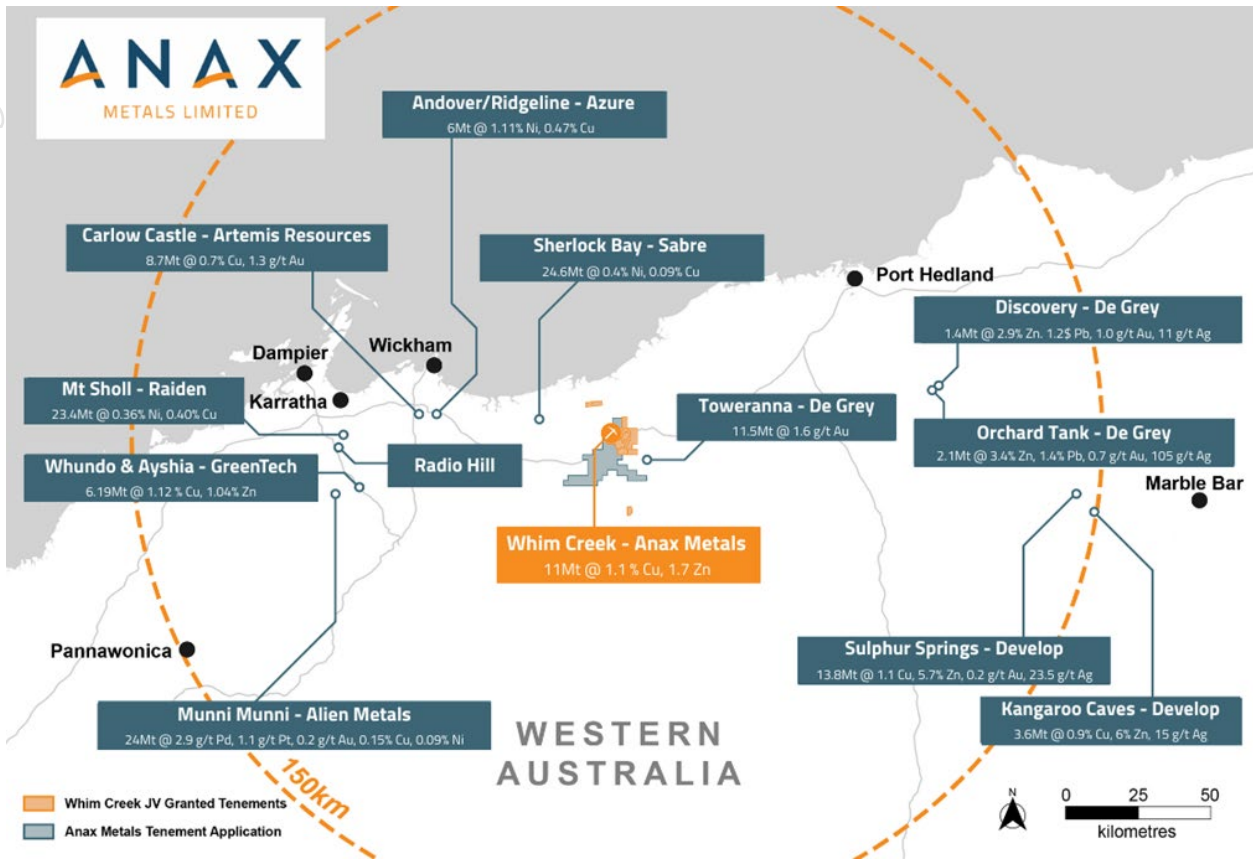 ANAX
METALS LIMITED
Andover/Ridgeline - Azure
6Mt @ 1.11% Ni, 0.47% Cu
Carlow Castle - Artemis Resources
8.7Mt @ 0.7% Cu, 1.3 g/t Au
Sherlock Bay - Sabre
24.6Mt @ 0.4% Ni, 0.09% Cu
Port Hedland
Discovery - De Grey
1.4Mt @ 2.9% Zn. 1.2$ Pb, 1.0 g/t Au, 11 g/t Ag
Dampier
Wickham
Karratha
Mt Sholl - Raiden
23.4Mt @ 0.36% Ni, 0.40% Cu
Toweranna - De Grey
11.5Mt @ 1.6 g/t Au
Orchard Tank - De Grey
2.1Mt @ 3.4% Zn, 1.4% Pb, 0.7 g/t Au, 105 g/t Ag
Whundo & Ayshia - GreenTech
6.19Mt @ 1.12 % Cu, 1.04% Zn
Radio Hill
Marble Bar
Whim Creek - Anax Metals
11Mt @ 1.1 % Cu, 1.7 Zn
Pannawonica
Sulphur Springs - Develop
13.8Mt @ 1.1 Cu, 5.7% Zn, 0.2 g/t Au, 23.5 g/t Ag
Munni Munni - Alien Metals
24Mt @ 2.9 g/t Pd, 1.1 g/t Pt, 0.2 g/t Au, 0.15% Cu, 0.09% Ni
Kangaroo Caves - Develop
3.6Mt @ 0.9% Cu, 6% Zn, 15 g/t Ag
WESTERN
AUSTRALIA
150km
Whim Creek JV Granted Tenements
Anax Metals Tenement Application
N
0 25 50
kilometres